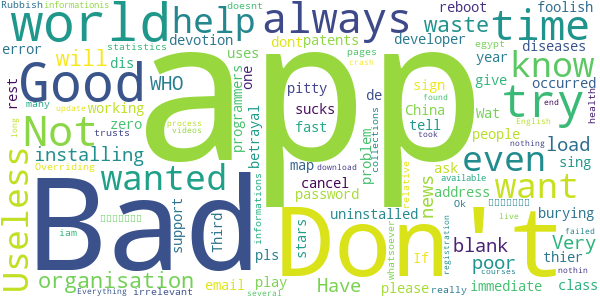 Rubbish informationis
world help always time
doesnt foolish
reboot
error statistics devotion waste
dont patents developer pages egypt
will uses diseases
Good WHO dis crash year
app know
rest one sign give occurred
many update programmers pitty found try
working sucks de China took health
Not zero fast tell English end
trusts process videos Wat people nothing
long betrayal problem collections
installing map download even load
Overriding cancel relative ask available sing
Useless wanted password news want
Bad Don't
iam support informations stars uninstalled whatsoever address Ok burying
Third registration live blank failed
organisation pls Have If poor Very
email play please really courses thier nothin
Everything irrelevant several immediate class